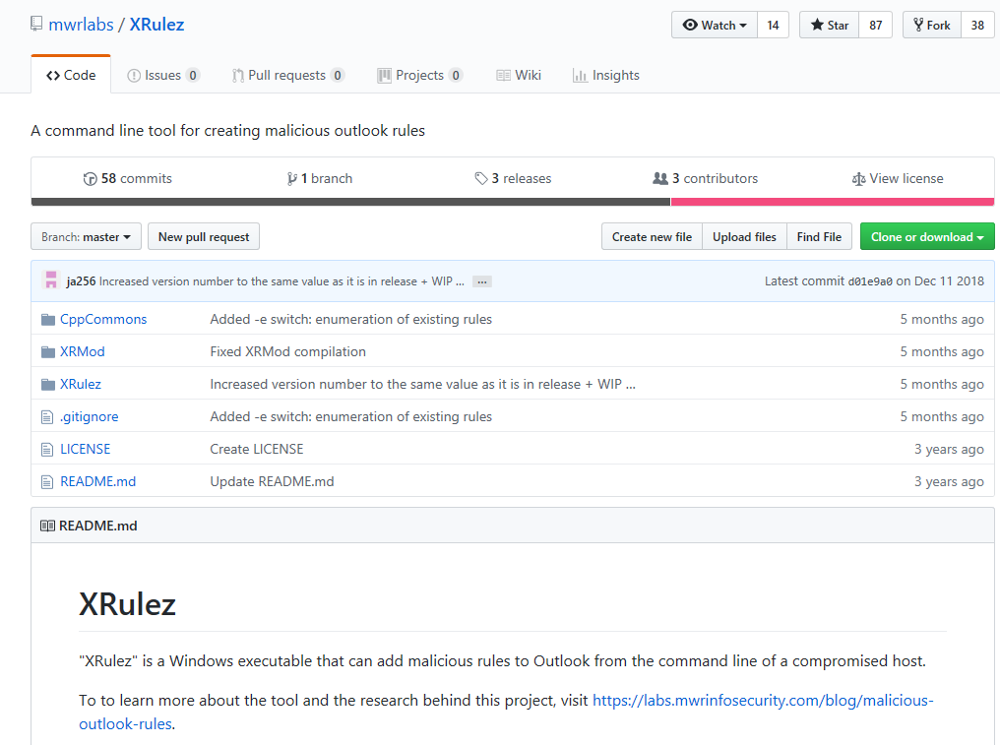 mwrlabs / XRulez
Watch 14 Star 87 Fork 38
Code Issues 0 Pull requests 0 Projects 0 Wiki Insights
A command line tool for creating malicious outlook rules
58 commits 1 branch 3 releases 3 contributors View license
Branch: master New pull request Create new file Upload files Find File Clone or download
ja256 Increased version number to the same value as it is in release + WIP ... ... Latest commit d01e9a0 on Dec 11 2018
CppCommons Added -e switch: enumeration of existing rules 5 months ago
XRMod Fixed XRMod compilation 5 months ago
XRulez Increased version number to the same value as it is in release + WIP ... 5 months ago
.gitignore Added -e switch: enumeration of existing rules 5 months ago
LICENSE Create LICENSE 3 years ago
README.md Update README.md 3 years ago
README.md
XRulez
"XRulez" is a Windows executable that can add malicious rules to Outlook from the command line of a compromised host.
To to learn more about the tool and the research behind this project, visit https://labs.mwrinfosecurity.com/blog/malicious-
outlook-rules.